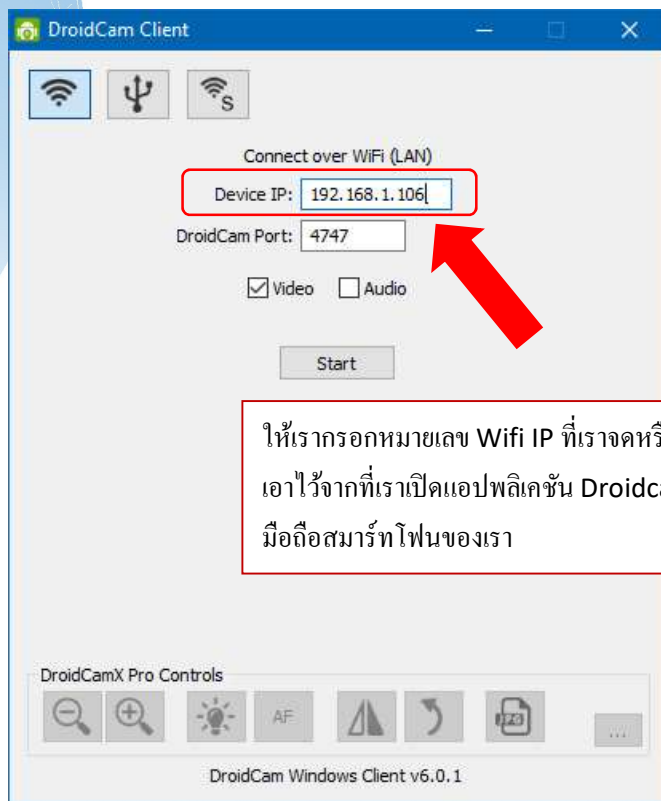 DroidCam Client
S
Connect over WiFi (LAN)
Device IP: 192.168.1.106
DroidCam Port: 4747
Video Audio
Start
ให้เรากรอกหมายเลข Wifi IP ที่เราจด
เอาไว้จากที่เราเปิดแอปพลิเคชัน
มือถือสมาร์ทโฟนของเรา
DroidCamX Pro Controls
AF
...
DroidCam Windows Client v6.0.1